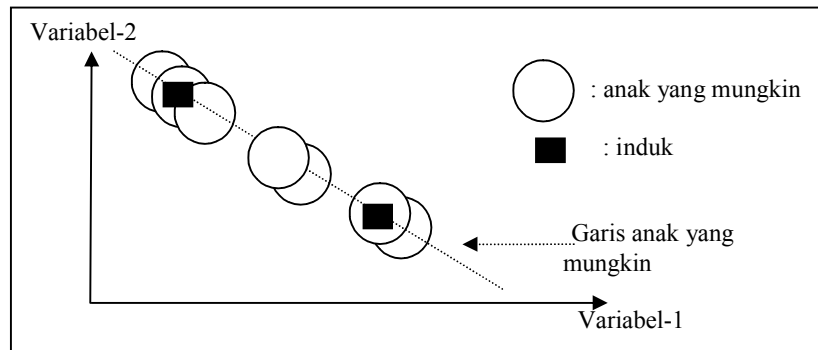 Variabel-2
: anak yang mungkin
: induk
Garis anak yang
mungkin
Variabel-1